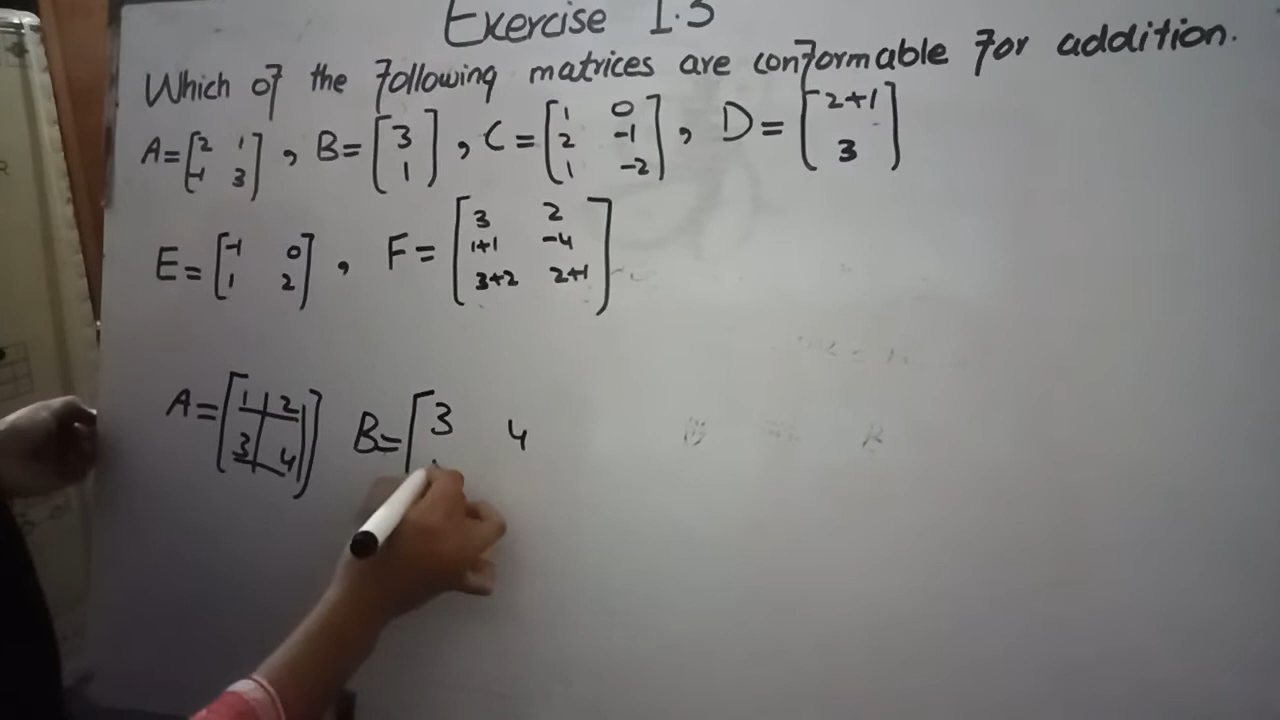 Exercise 1.3
Which of the following matrices are conformable for addition.
A = [2 1 -1 3], B = [3 1], C = [1 0 2 -1 1 -2], D = [2+1 3]
E = [-1 0 1 2], F = [3 2 1+1 -4 3+2 2+1]
A = [1 2 3 4] B = [3 4